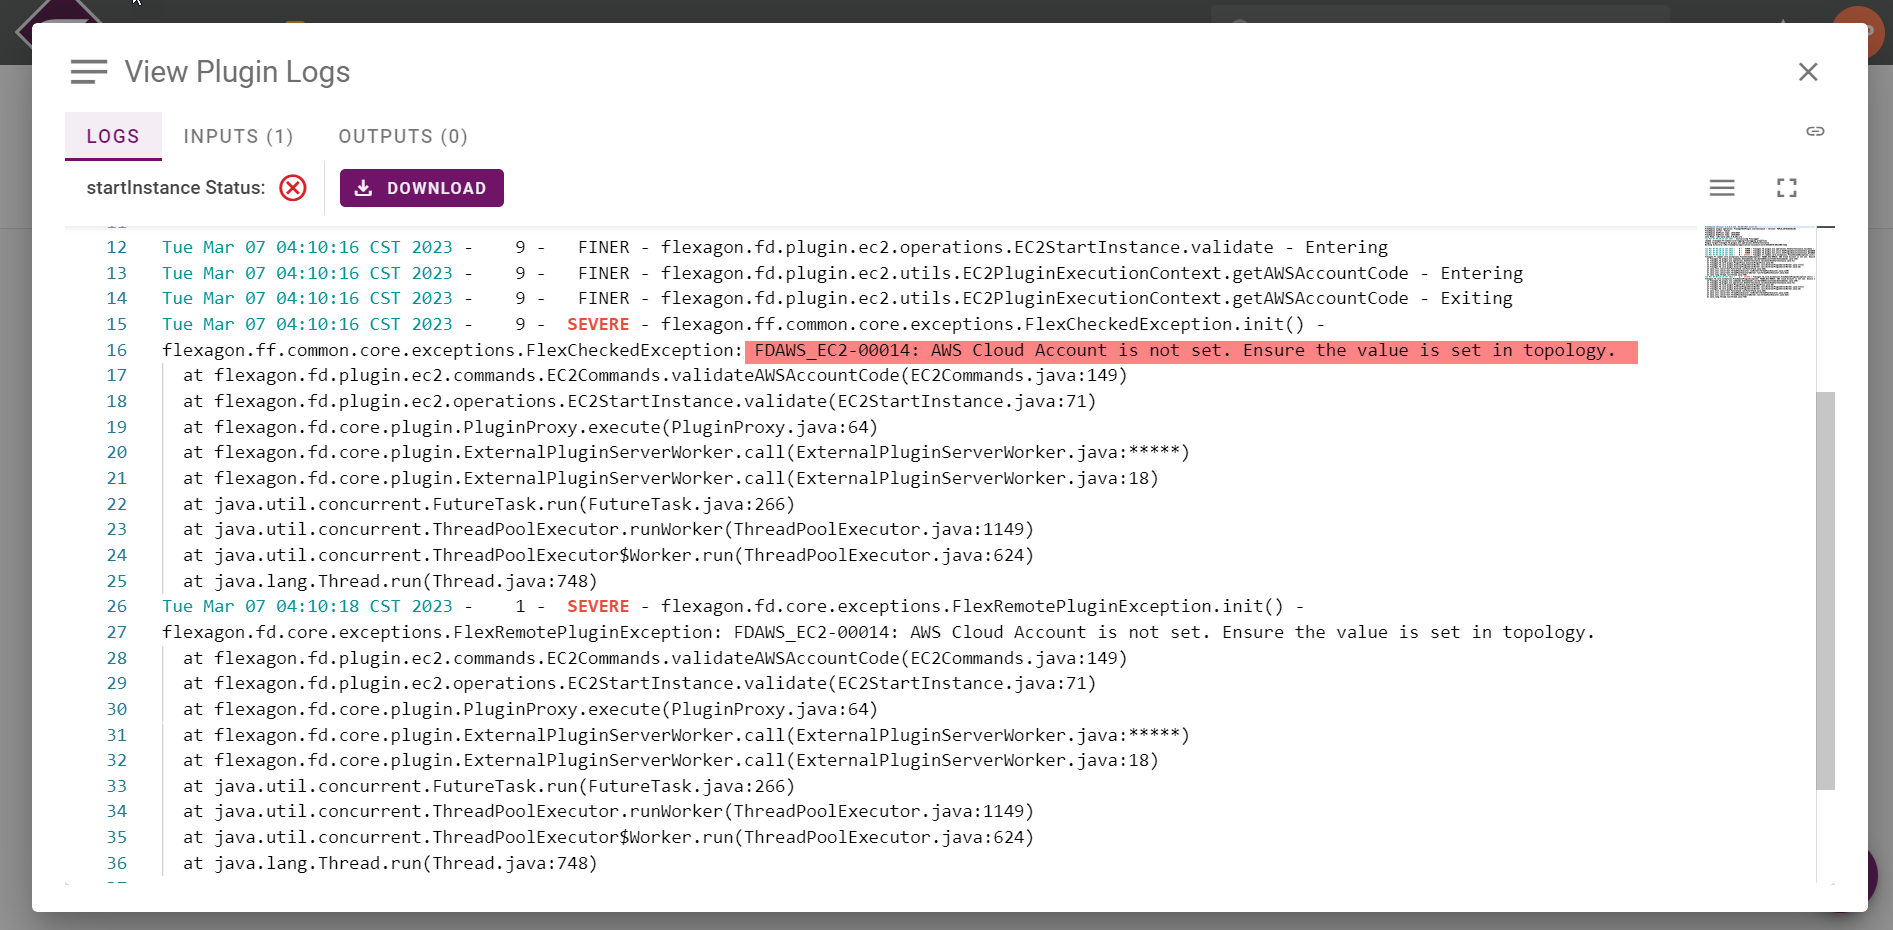 View Plugin Logs
LOGS INPUTS (1) OUTPUTS (0)
startInstance Status: DOWNLOAD
12 Tue Mar 07 04:10:16 CST 2023 - 9 - FINER - flexagon.fd.plugin.ec2.operations.EC2StartInstance.validate - Entering
13 Tue Mar 07 04:10:16 CST 2023 - 9 - FINER - flexagon.fd.plugin.ec2.utils.EC2PluginExecutionContext.getAWSAccountCode - Entering
14 Tue Mar 07 04:10:16 CST 2023 - 9 - FINER - flexagon.fd.plugin.ec2.utils.EC2PluginExecutionContext.getAWSAccountCode - Exiting
15 Tue Mar 07 04:10:16 CST 2023 - 9 - SEVERE - flexagon.ff.common.core.exceptions.FlexCheckedException.init() -
16 flexagon.ff.common.core.exceptions.FlexCheckedException: FDAWS_EC2-00014: AWS Cloud Account is not set. Ensure the value is set in topology.
17 at flexagon.fd.plugin.ec2.commands.EC2Commands.validateAWSAccountCode(EC2Commands.java:149)
18 at flexagon.fd.plugin.ec2.operations.EC2StartInstance.validate(EC2StartInstance.java:71)
19 at flexagon.fd.core.plugin.PluginProxy.execute(PluginProxy.java:64)
20 at flexagon.fd.core.plugin.ExternalPluginServerWorker.call(ExternalPluginServerWorker.java:*****)
21 at flexagon.fd.core.plugin.ExternalPluginServerWorker.call(ExternalPluginServerWorker.java:18)
22 at java.util.concurrent.FutureTask.run(FutureTask.java:266)
23 at java.util.concurrent.ThreadPoolExecutor.runWorker(ThreadPoolExecutor.java:1149)
24 at java.util.concurrent.ThreadPoolExecutor$Worker.run(ThreadPoolExecutor.java:624)
25 at java.lang.Thread.run(Thread.java:748)
26 Tue Mar 07 04:10:18 CST 2023 - 1 - SEVERE - flexagon.fd.core.exceptions.FlexRemotePluginException.init() -
27 flexagon.fd.core.exceptions.FlexRemotePluginException: FDAWS_EC2-00014: AWS Cloud Account is not set. Ensure the value is set in topology.
28 at flexagon.fd.plugin.ec2.commands.EC2Commands.validateAWSAccountCode(EC2Commands.java:149)
29 at flexagon.fd.plugin.ec2.operations.EC2StartInstance.validate(EC2StartInstance.java:71)
30 at flexagon.fd.core.plugin.PluginProxy.execute(PluginProxy.java:64)
31 at flexagon.fd.core.plugin.ExternalPluginServerWorker.call(ExternalPluginServerWorker.java:*****)
32 at flexagon.fd.core.plugin.ExternalPluginServerWorker.call(ExternalPluginServerWorker.java:18)
33 at java.util.concurrent.FutureTask.run(FutureTask.java:266)
34 at java.util.concurrent.ThreadPoolExecutor.runWorker(ThreadPoolExecutor.java:1149)
35 at java.util.concurrent.ThreadPoolExecutor$Worker.run(ThreadPoolExecutor.java:624)
36 at java.lang.Thread.run(Thread.java:748)